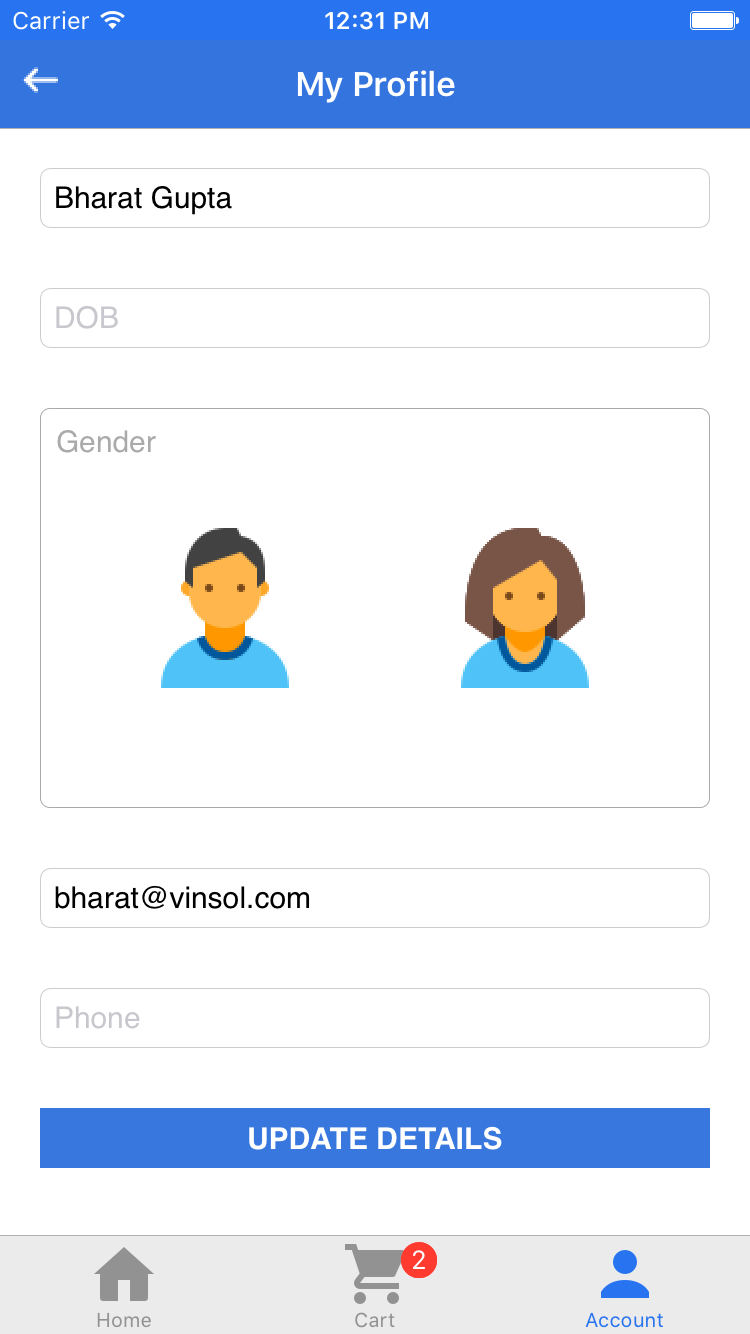 Carrier 12:31 PM
My Profile
Bharat Gupta
DOB
Gender
bharat@vinsol.com
Phone
UPDATE DETAILS
2
Home Cart Account